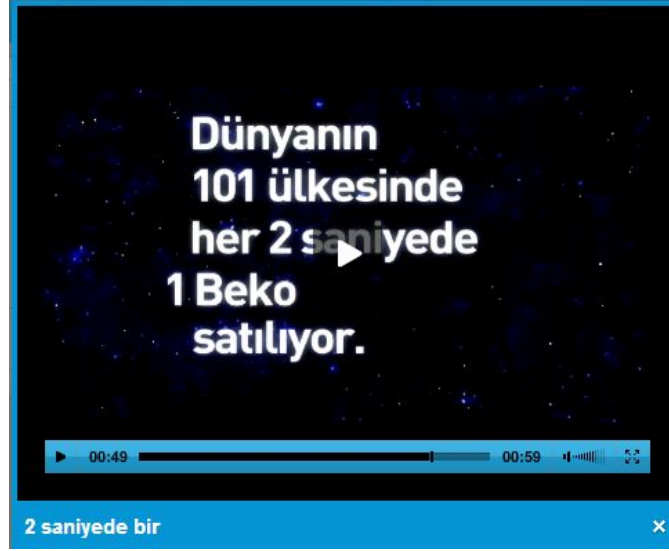 Dünyanın
101 ülkesinde
her 2 saniyede
1 Beko
satılıyor.
00:49 00:59
2 saniyede bir